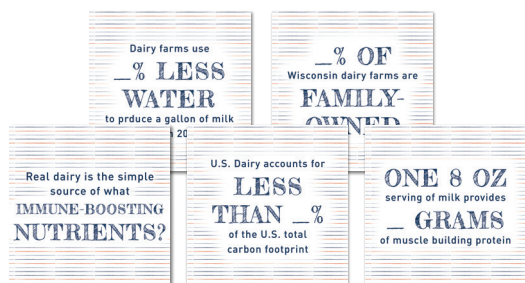 Dairy farms use
_% LESS
WATER
to prduce a gallon of milk
20
_% OF
Wisconsin dairy farms are
FAMILY-
OWNED
Real dairy is the simple
source of what
IMMUNE-BOOSTING
NUTRIENTS?
U.S. Dairy accounts for
LESS
THAN _%
of the U.S. total
carbon footprint
ONE 8 OZ
serving of milk provides
_ GRAMS
of muscle building protein